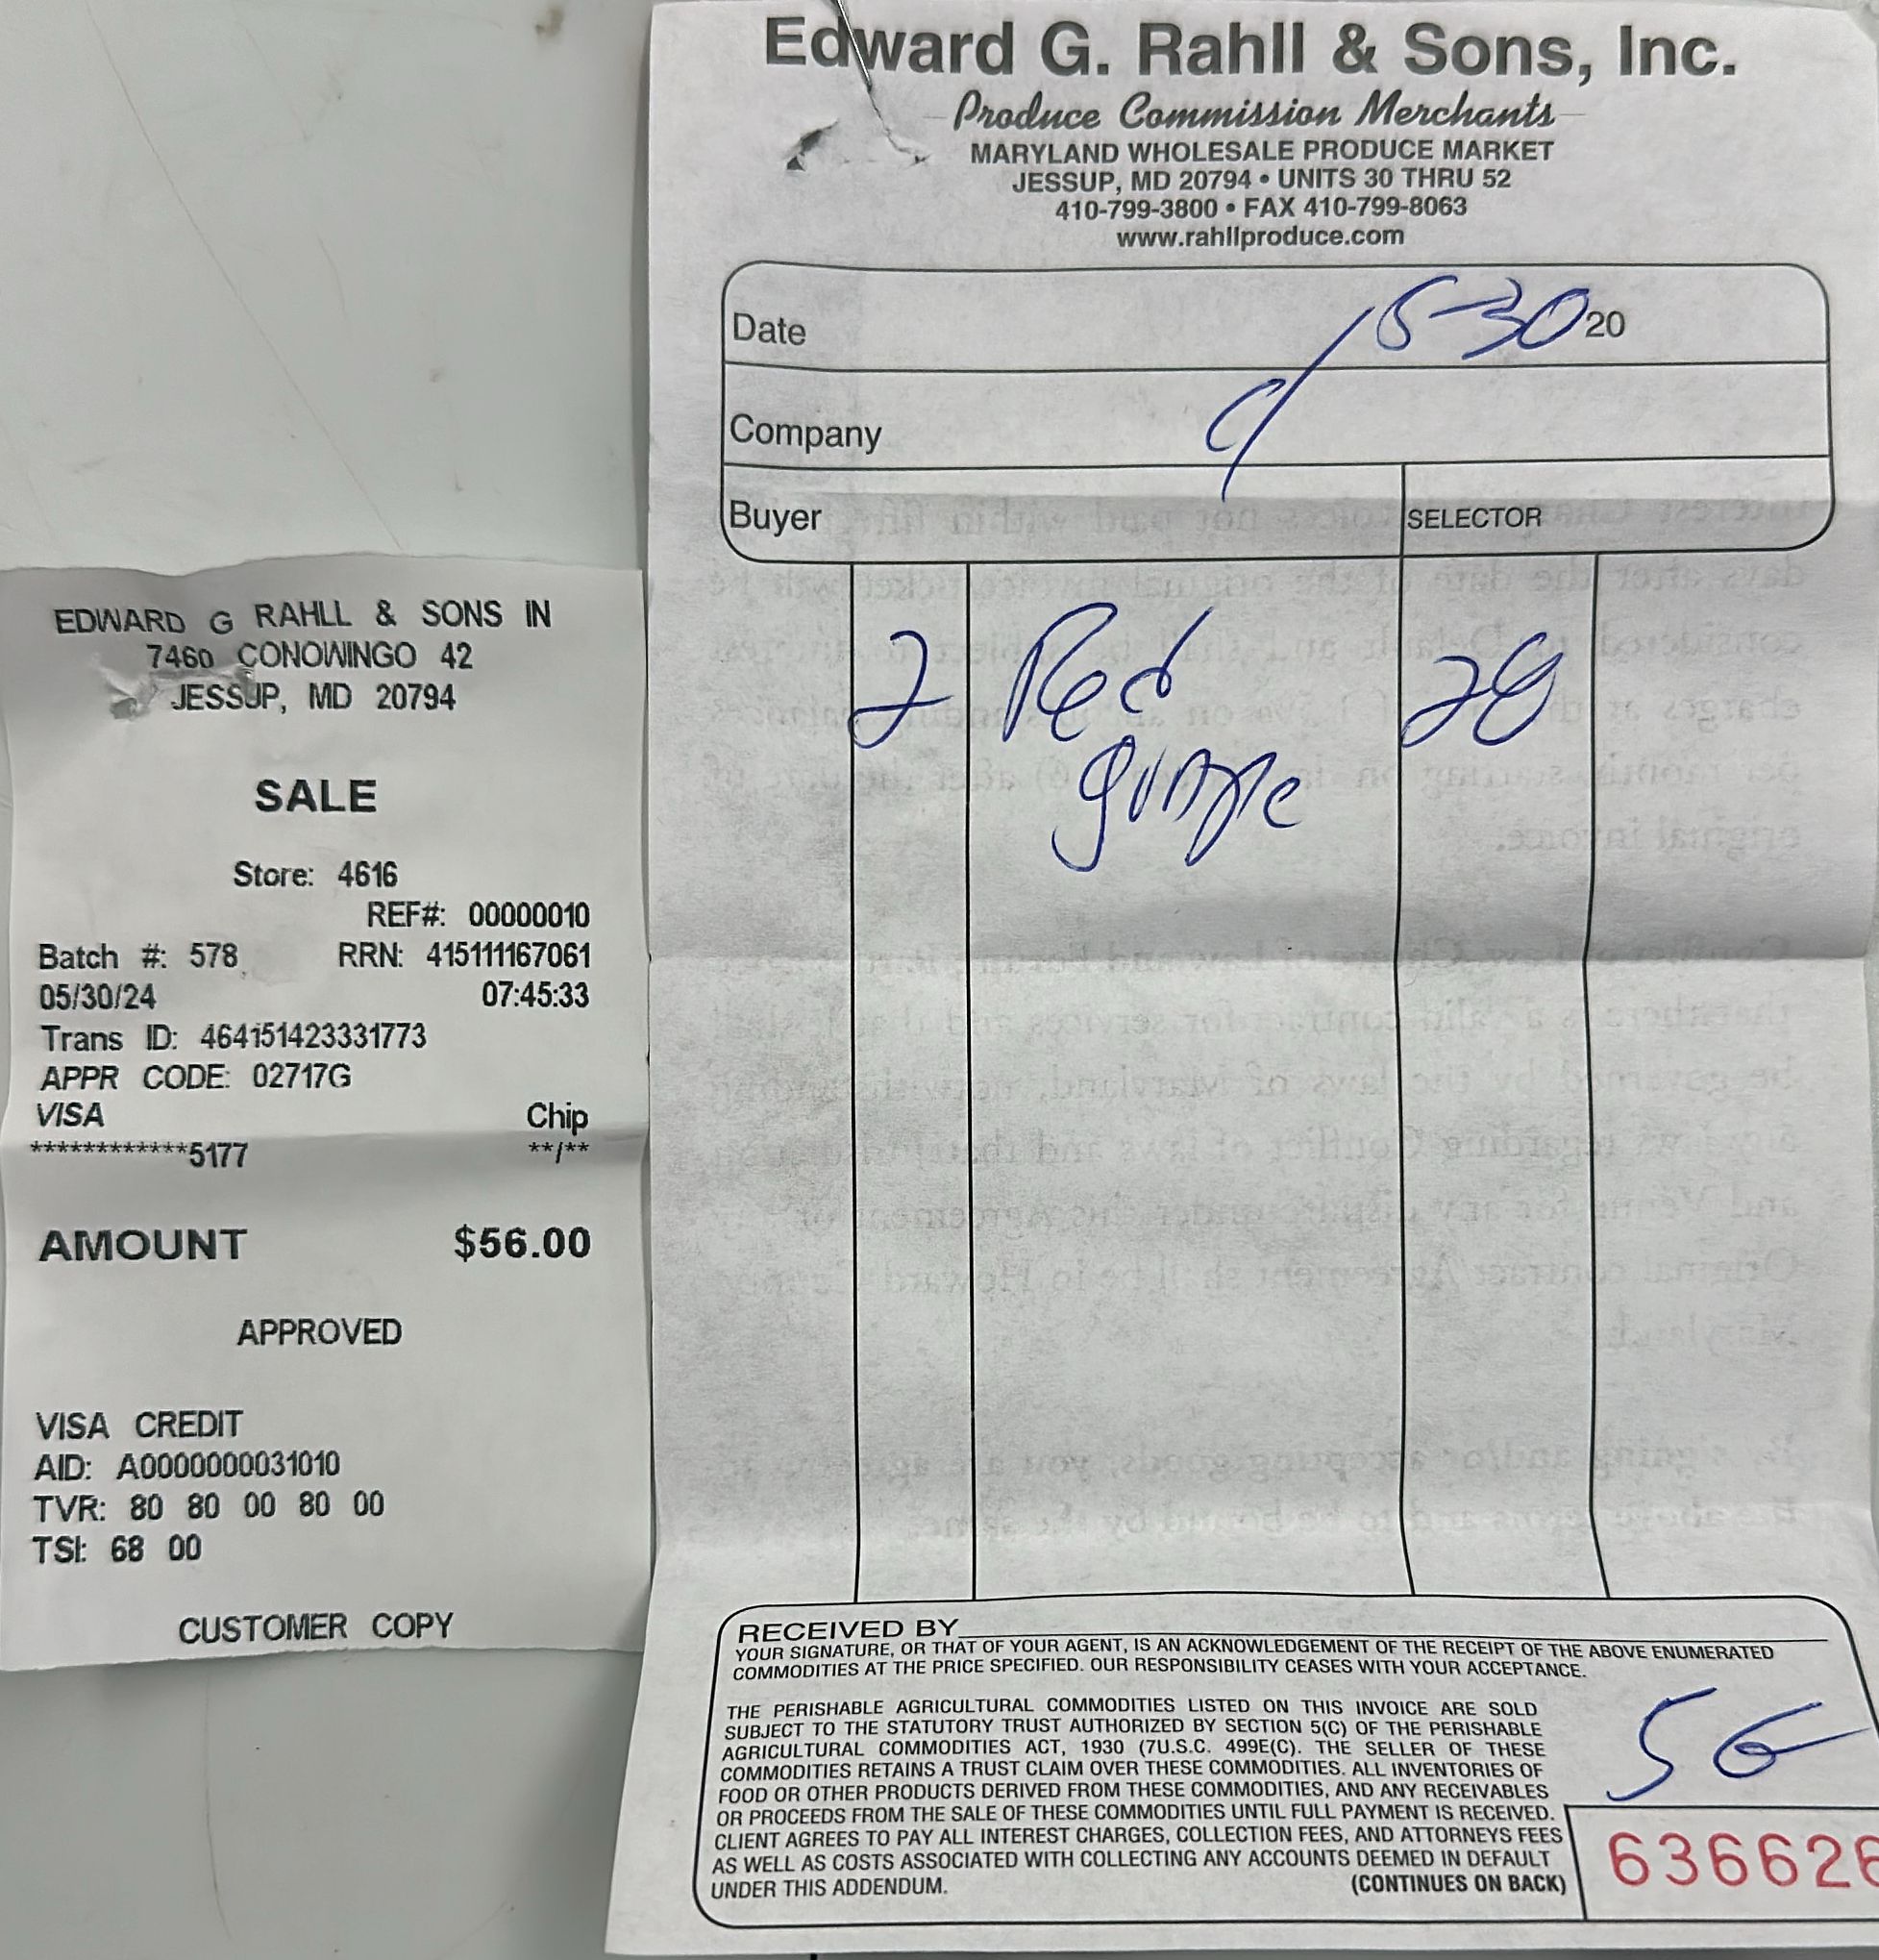 EDWARD G RAHLL & SONS IN
7460 CONOWINGO 42
JESSUP, MD 20794
SALE
Store: 4616
REF#: 00000010
Batch #: 578 RRN: 415111167061
05/30/24 07:45:33
Trans ID: 464151423331773
APPR CODE: 02717G
VISA Chip
************5177 **/**
AMOUNT $56.00
APPROVED
VISA CREDIT
AID: A0000000031010
TVR: 80 80 00 80 00
TSI: 68 00
CUSTOMER COPY
Edward G. Rahll & Sons, Inc.
Produce Commission Merchants
MARYLAND WHOLESALE PRODUCE MARKET
JESSUP, MD 20794 • UNITS 30 THRU 52
410-799-3800 • FAX 410-799-8063
www.rahllproduce.com
Date 5-30 20
Company
Buyer SELECTOR
2 Red 28
RECEIVED BY
YOUR SIGNATURE, OR THAT OF YOUR AGENT, IS AN ACKNOWLEDGEMENT OF THE RECEIPT OF THE ABOVE ENUMERATED
COMMODITIES AT THE PRICE SPECIFIED. OUR RESPONSIBILITY CEASES WITH YOUR ACCEPTANCE.
THE PERISHABLE AGRICULTURAL COMMODITIES LISTED ON THIS INVOICE ARE SOLD
SUBJECT TO THE STATUTORY TRUST AUTHORIZED BY SECTION 5(C) OF THE PERISHABLE
AGRICULTURAL COMMODITIES ACT, 1930 (7U.S.C. 499E(C). THE SELLER OF THESE
COMMODITIES RETAINS A TRUST CLAIM OVER THESE COMMODITIES. ALL INVENTORIES OF
FOOD OR OTHER PRODUCTS DERIVED FROM THESE COMMODITIES, AND ANY RECEIVABLES
OR PROCEEDS FROM THE SALE OF THESE COMMODITIES UNTIL FULL PAYMENT IS RECEIVED.
CLIENT AGREES TO PAY ALL INTEREST CHARGES, COLLECTION FEES, AND ATTORNEYS FEES
AS WELL AS COSTS ASSOCIATED WITH COLLECTING ANY ACCOUNTS DEEMED IN DEFAULT
UNDER THIS ADDENDUM. (CONTINUES ON BACK)
56
636626